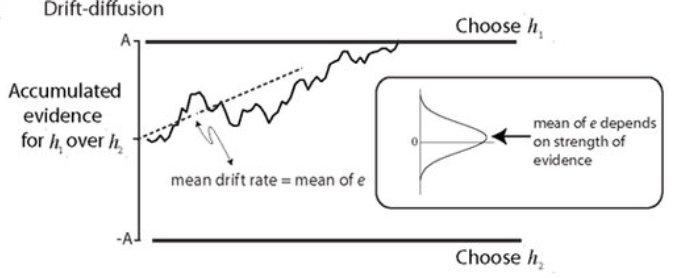 Drift-diffusion
Choose h₁
A
Accumulated
evidence
for h₁ over h₂
mean drift rate = mean of e
0
mean of e depends
on strength of
evidence
-A
Choose h₂